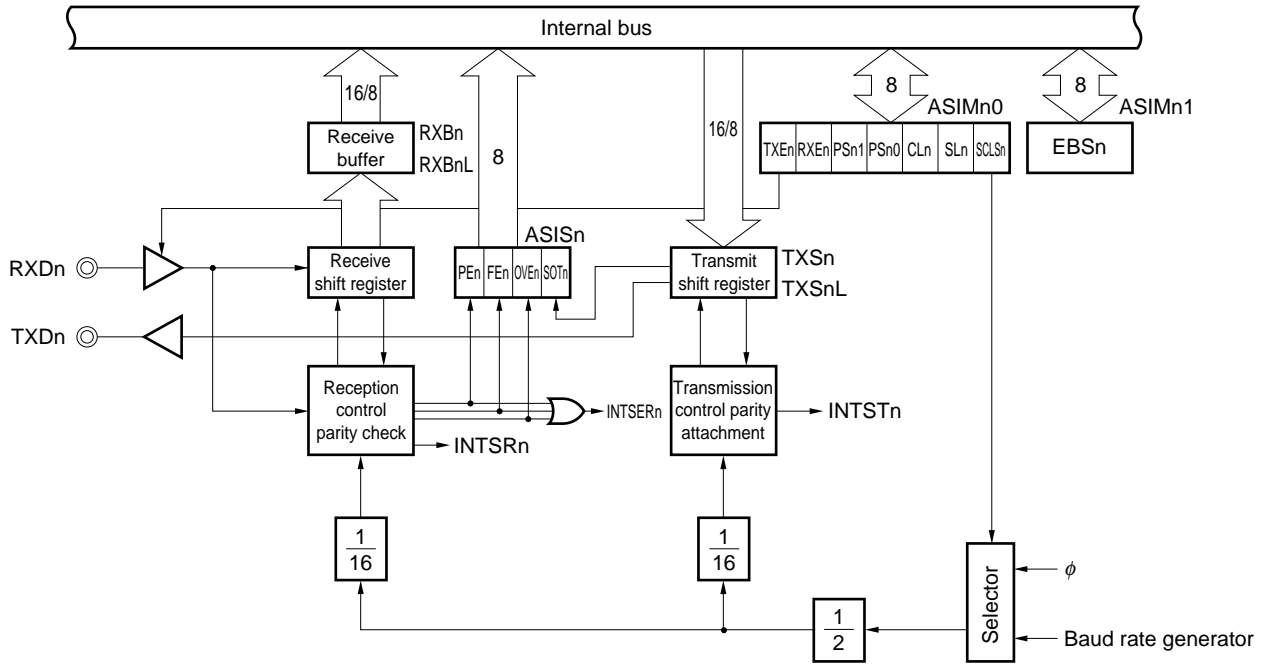 Internal bus
16/8
8
16/8
8
ASIMn0
8
ASIMn1
Receive
buffer
RXBn
RXBnL
TXEn RXEn PSn1 PSn0 CLn SLn SCLSn
EBSn
RXDn
Receive
shift register
ASISn
PEn FEn OVEn SOTn
Transmit
shift register
TXSn
TXSnL
TXDn
Reception
control
parity check
INTSERn
INTSRn
Transmission
control parity
attachment
INTSTn
1
16
1
16
Selector
ϕ
1
2
Baud rate generator